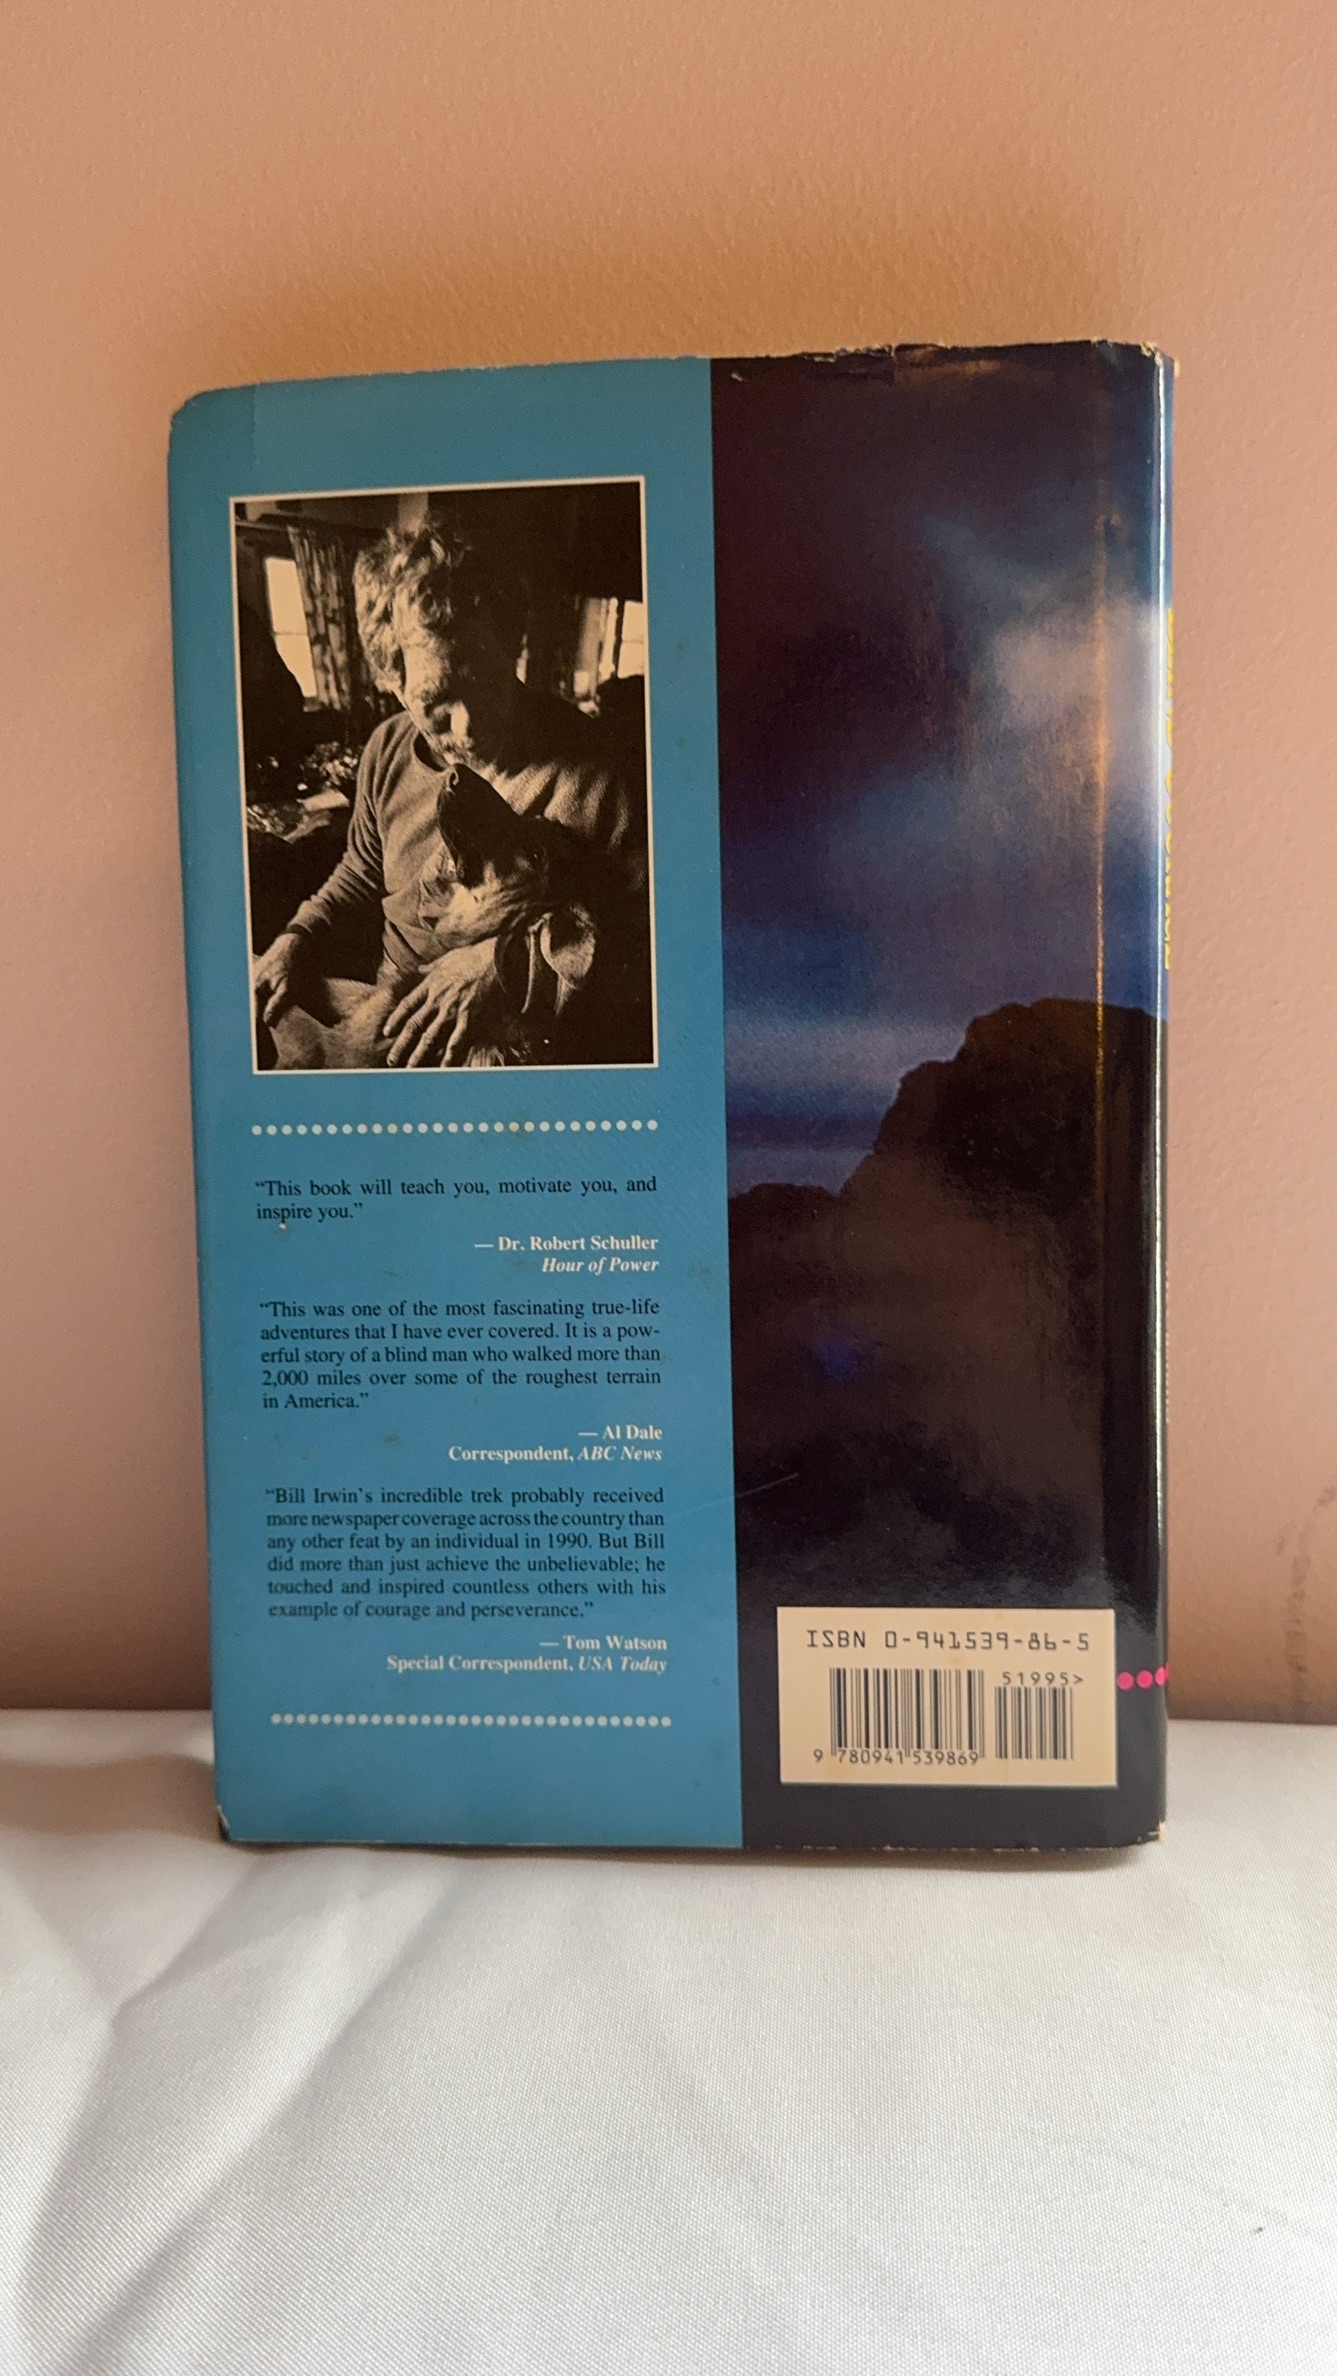 “This book will teach you, motivate you, and
inspire you.”
— Dr. Robert Schuller
Hour of Power
“This was one of the most fascinating true-life
adventures that I have ever covered. It is a pow-
erful story of a blind man who walked more than
2,000 miles over some of the roughest terrain
in America.”
— Al Dale
Correspondent, ABC News
“Bill Irwin’s incredible trek probably received
more newspaper coverage across the country than
any other feat by an individual in 1990. But Bill
did more than just achieve the unbelievable; he
touched and inspired countless others with his
example of courage and perseverance.”
— Tom Watson
Special Correspondent, USA Today
ISBN 0-941539-86-5
51995>
9 780941 539869